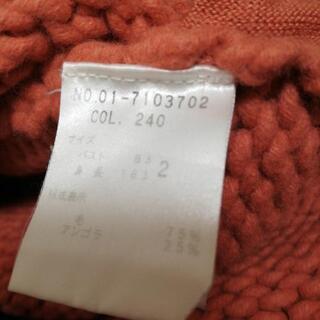 NO.01-7103702
COL. 240
サイズ 2
バスト 83
身長 163
組成表示
毛 75%
アンゴラ 25%